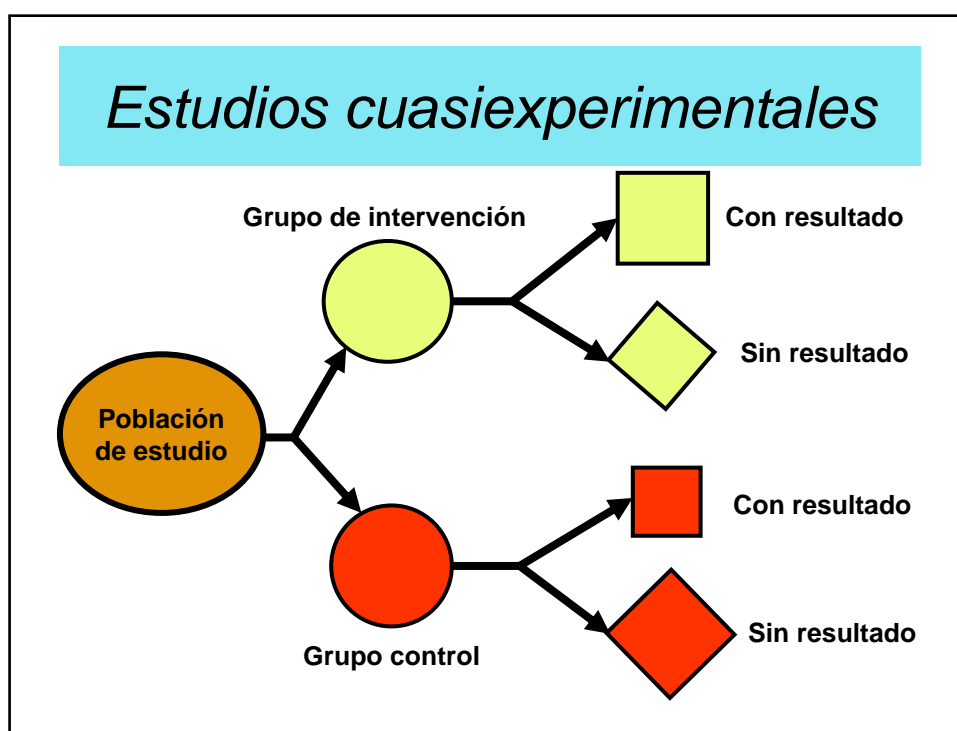 Estudios cuasiexperimentales
Grupo de intervención
Con resultado
Sin resultado
Población
de estudio
Con resultado
Sin resultado
Grupo control